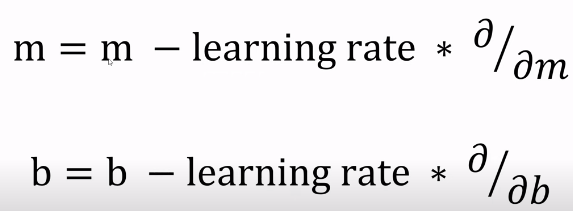 m = m − learning rate * ∂/∂m
b = b − learning rate * ∂/∂b